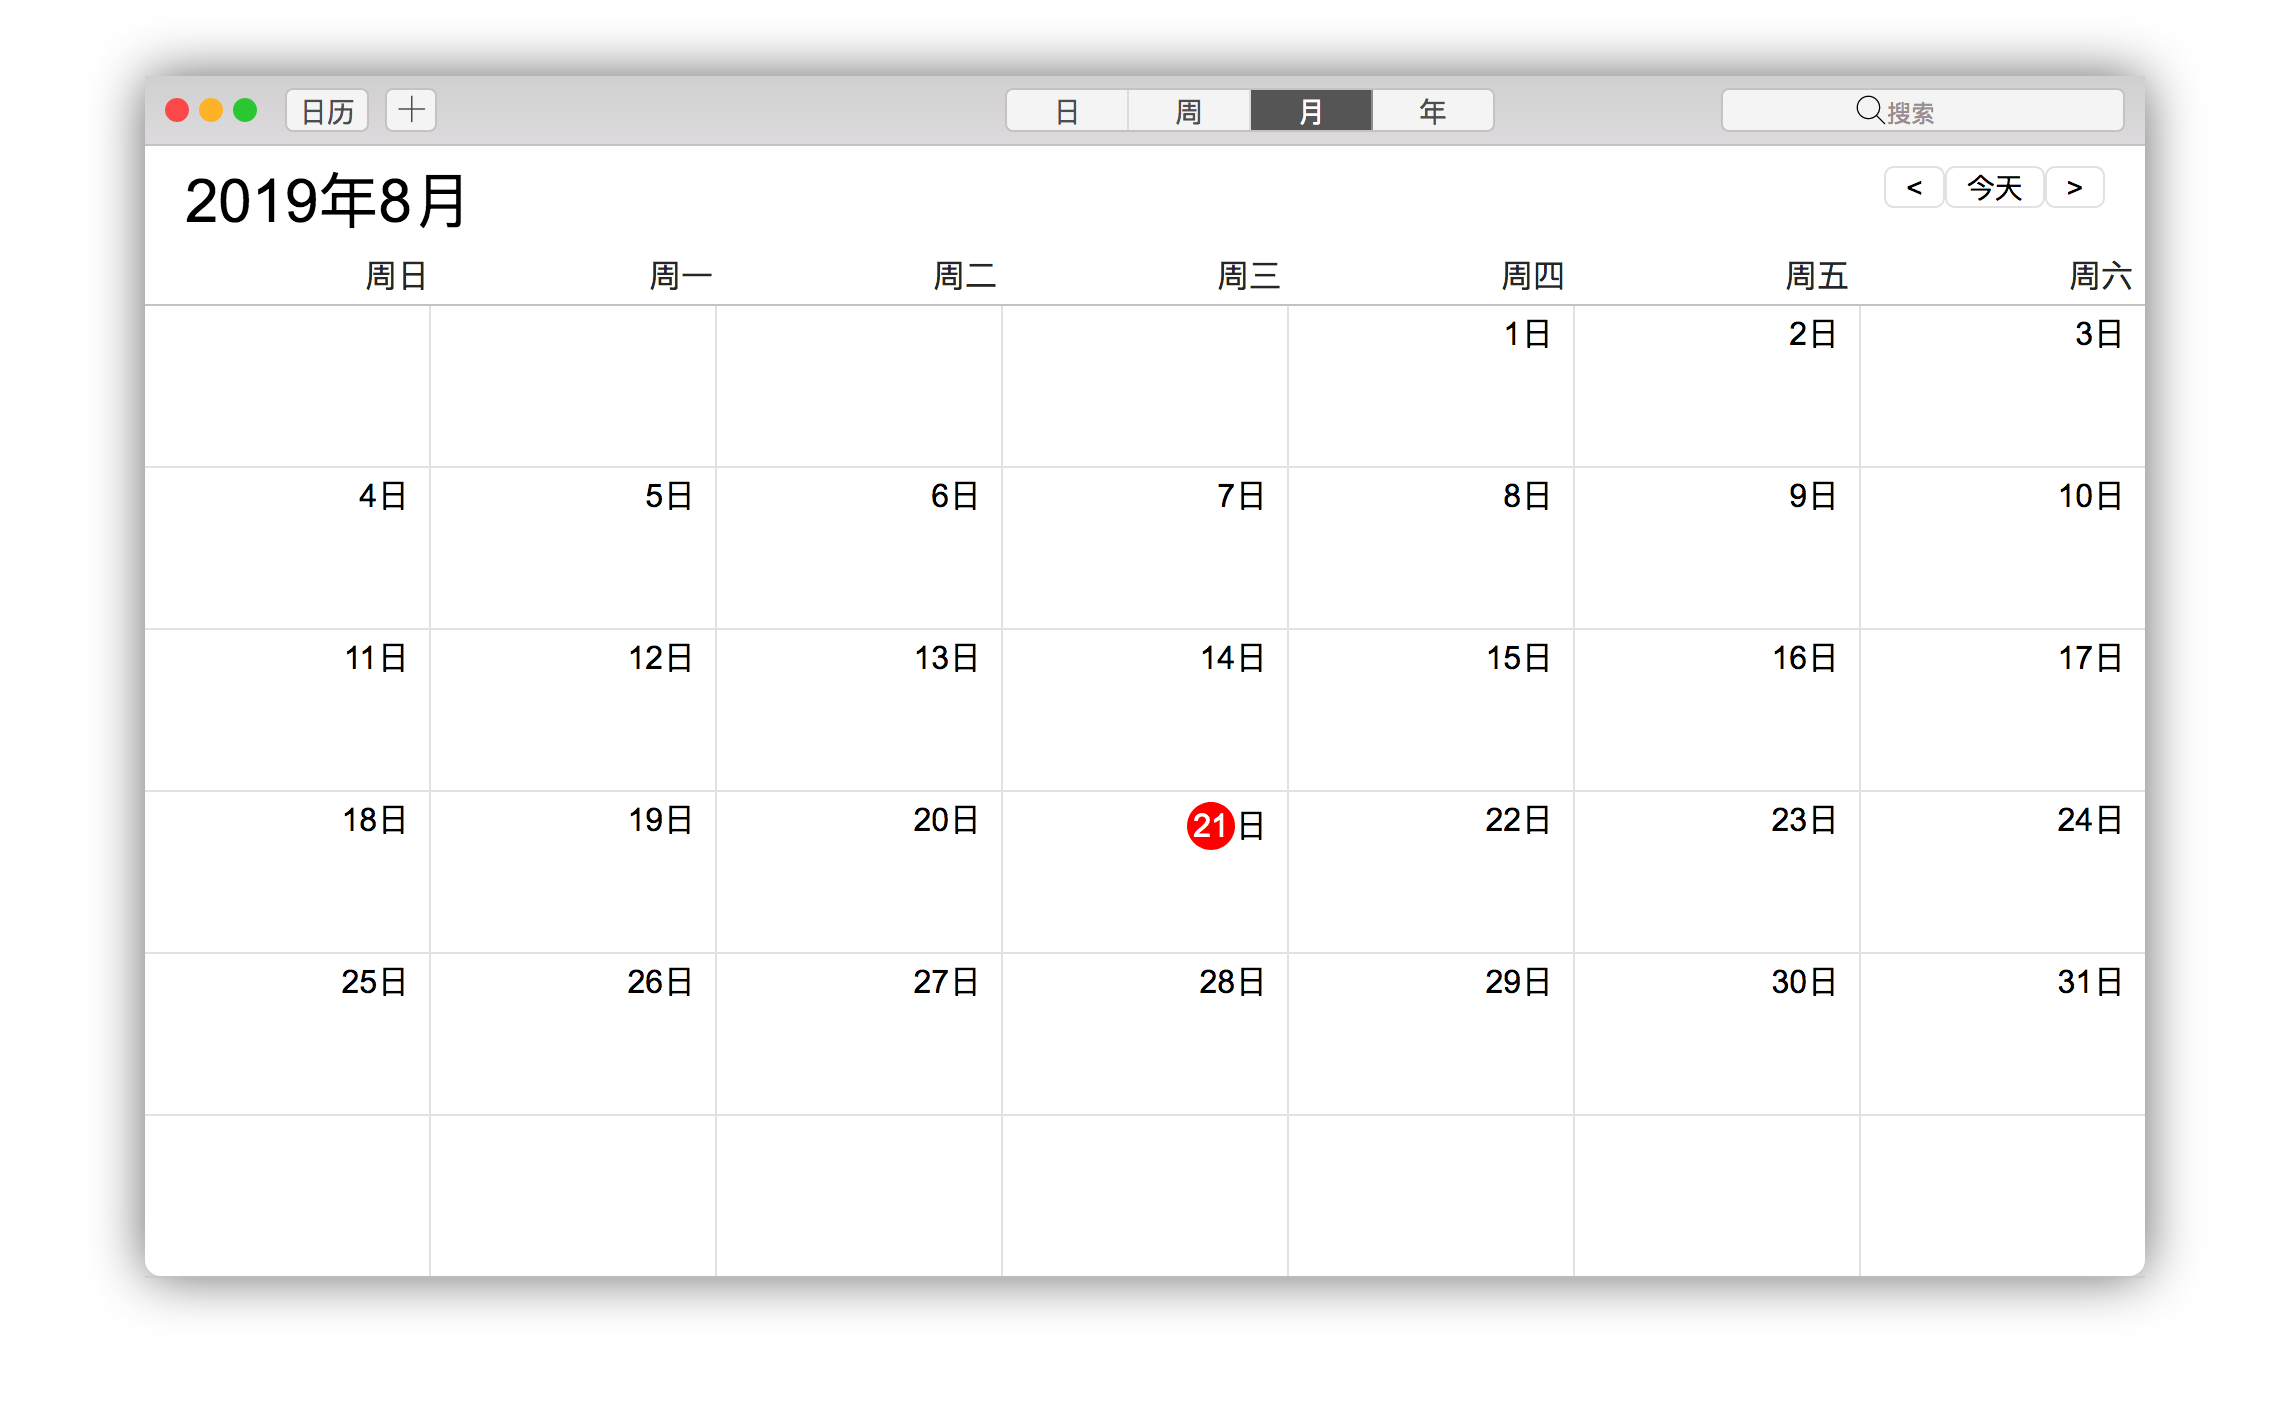 日历 + 日 周 月 年 搜索
2019年8月 < 今天 >
周日 周一 周二 周三 周四 周五 周六
1日 2日 3日
4日 5日 6日 7日 8日 9日 10日
11日 12日 13日 14日 15日 16日 17日
18日 19日 20日 21日 22日 23日 24日
25日 26日 27日 28日 29日 30日 31日